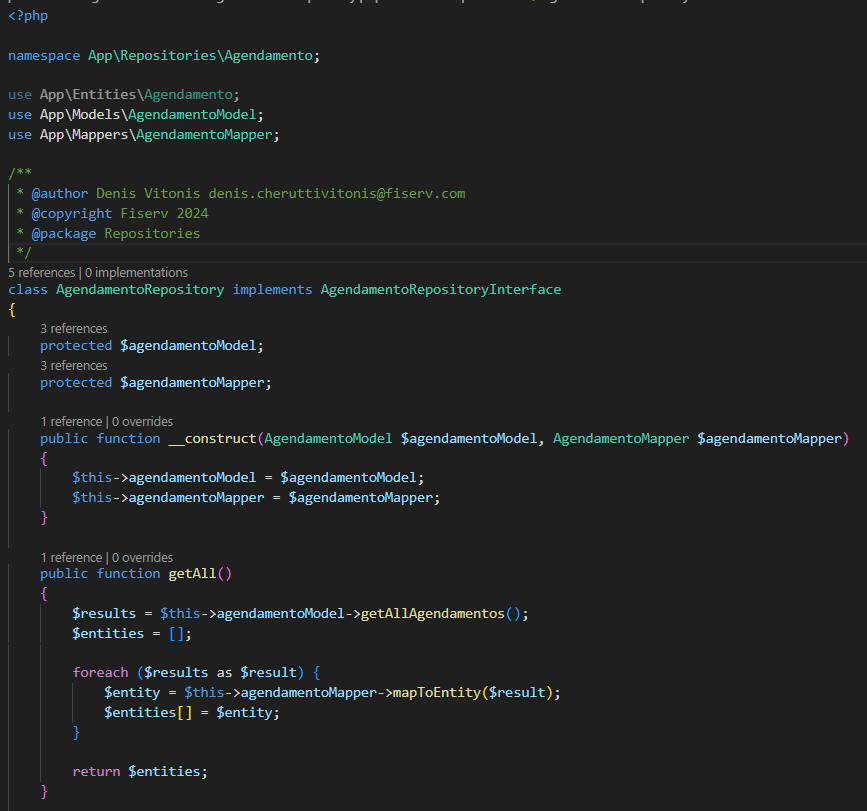 <?php
namespace App\Repositories\Agendamento;
use App\Entities\Agendamento;
use App\Models\AgendamentoModel;
use App\Mappers\AgendamentoMapper;
/**
* @author Denis Vitonis denis.cheruttivitonis@fiserv.com
* @copyright Fiserv 2024
* @package Repositories
*/
5 references | 0 implementations
class AgendamentoRepository implements AgendamentoRepositoryInterface
{
3 references
protected $agendamentoModel;
3 references
protected $agendamentoMapper;
1 reference | 0 overrides
public function __construct(AgendamentoModel $agendamentoModel, AgendamentoMapper $agendamentoMapper)
{
$this->agendamentoModel = $agendamentoModel;
$this->agendamentoMapper = $agendamentoMapper;
}
1 reference | 0 overrides
public function getAll()
{
$results = $this->agendamentoModel->getAllAgendamentos();
$entities = [];
foreach ($results as $result) {
$entity = $this->agendamentoMapper->mapToEntity($result);
$entities[] = $entity;
}
return $entities;
}